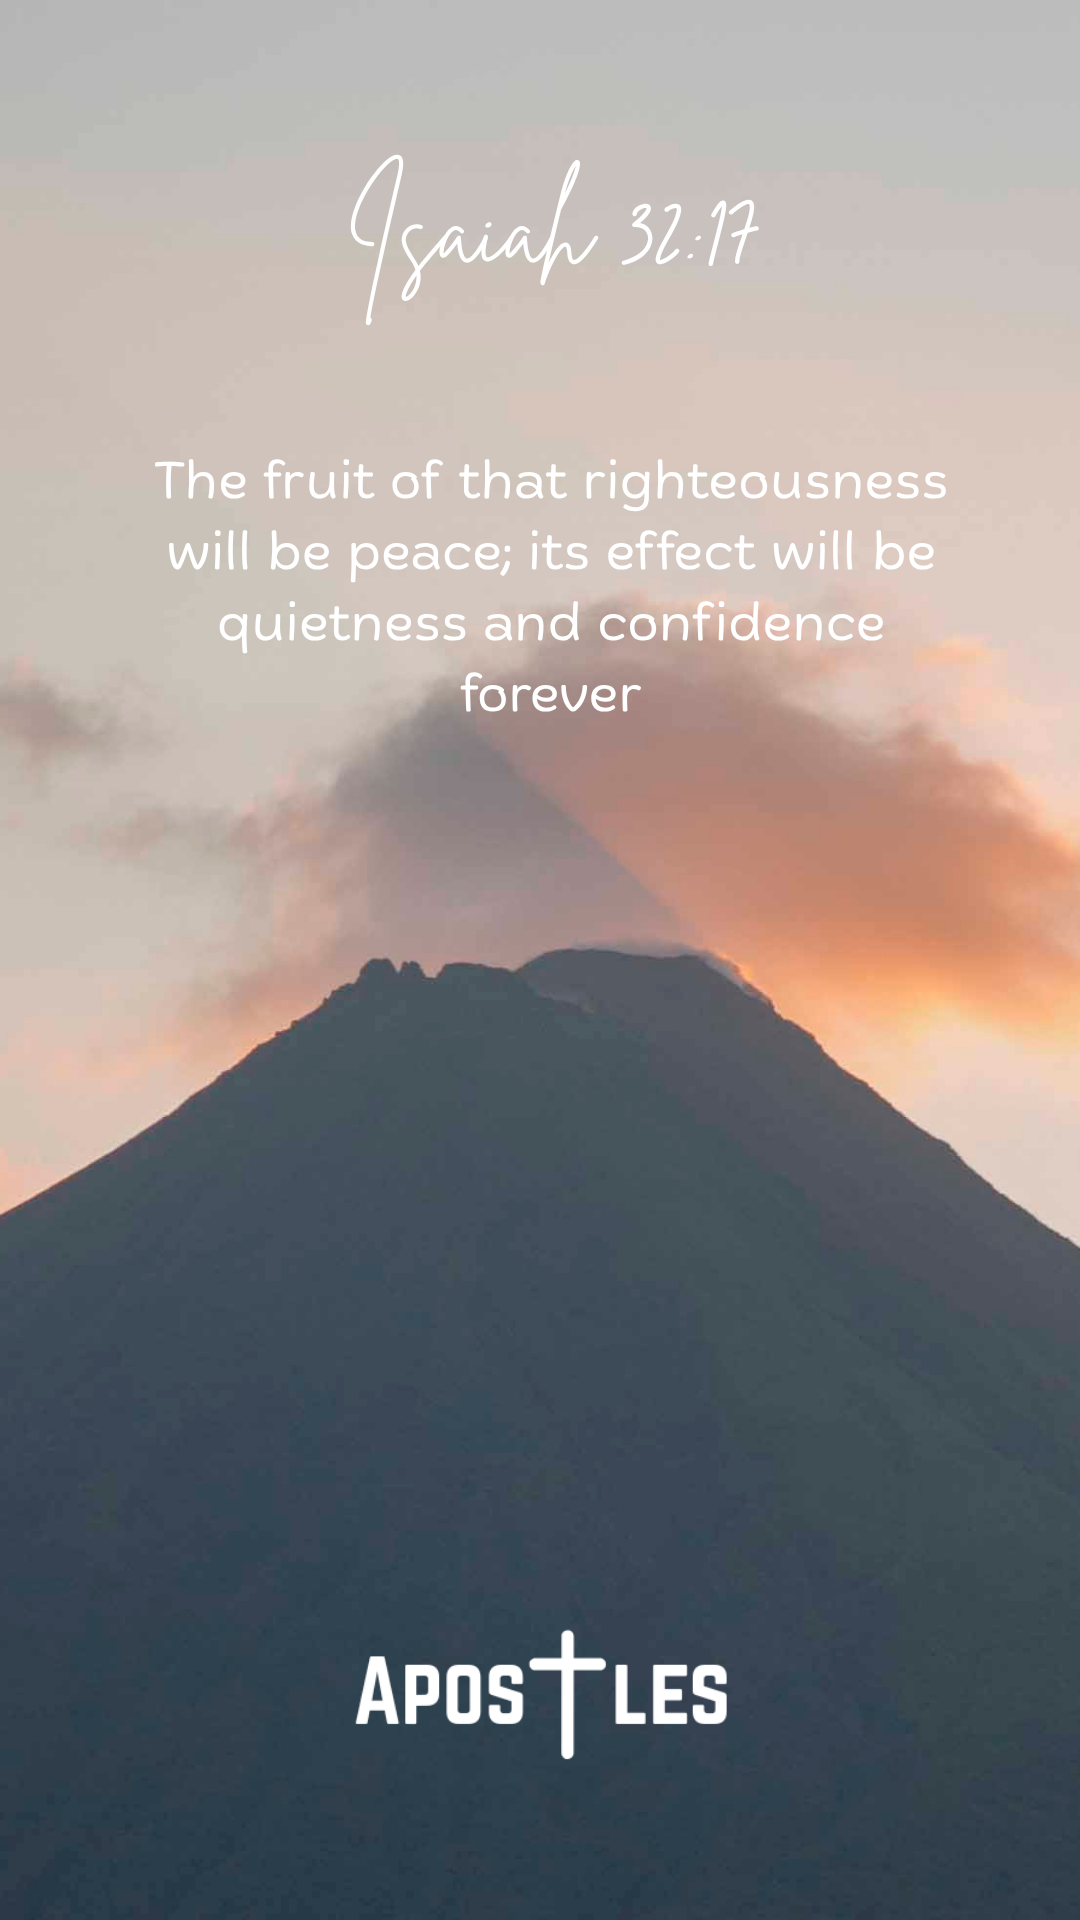 Isaiah 32:17
The fruit of that righteousness
will be peace; its effect will be
quietness and confidence
forever
APOSTLES